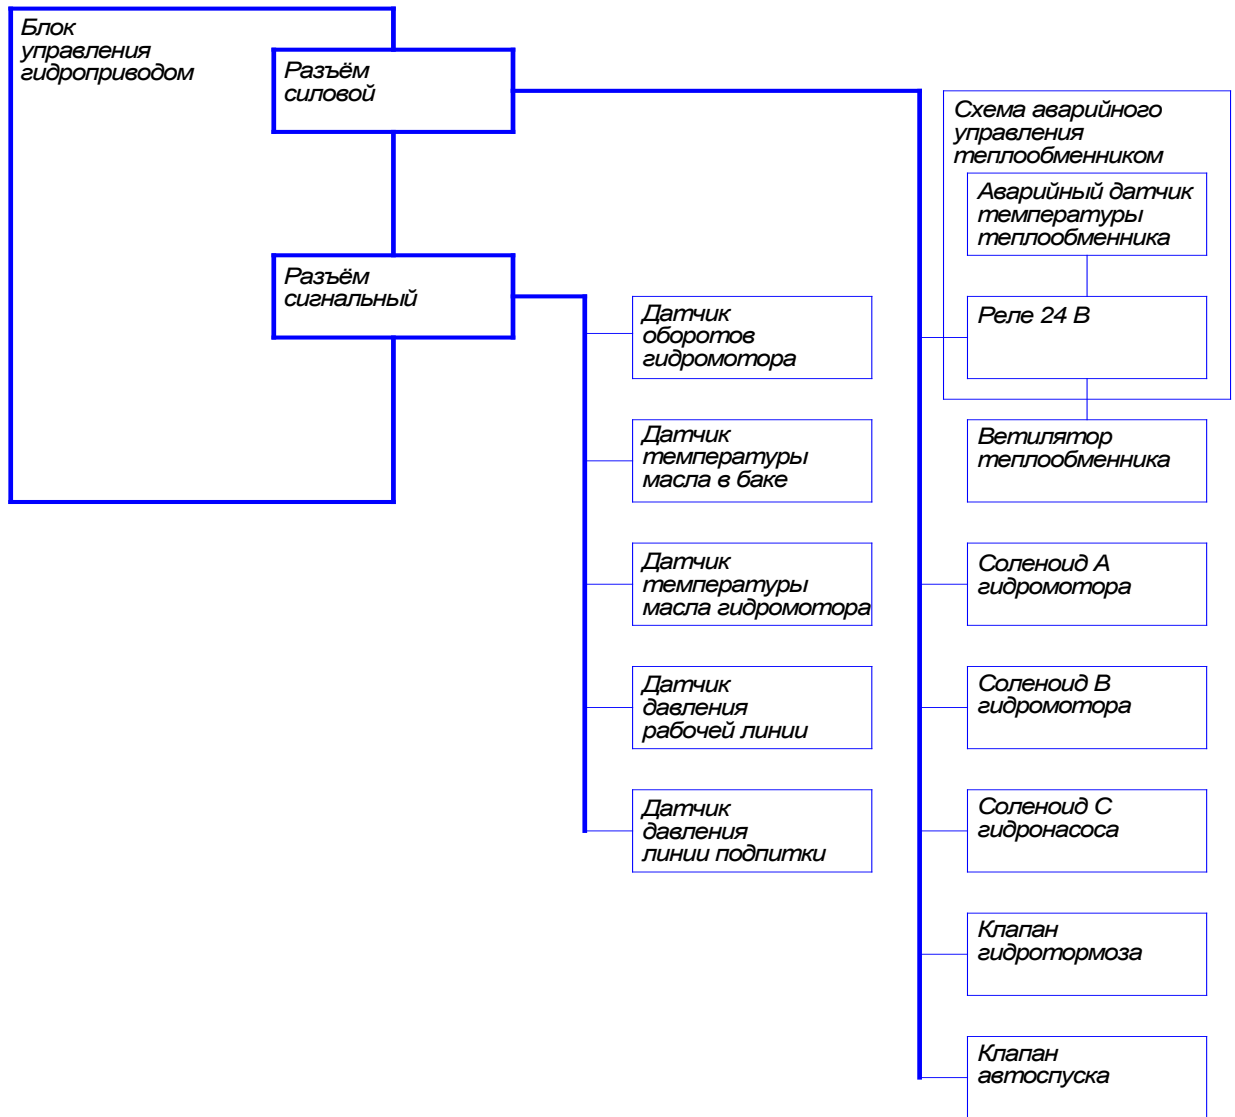 Блок
управления
гидроприводом
Разъём
силовой
Разъём
сигнальный
Датчик
оборотов
гидромотора
Датчик
температуры
масла в баке
Датчик
температуры
масла гидромотора
Датчик
давления
рабочей линии
Датчик
давления
линии подпитки
Схема аварийного
управления
теплообменником
Аварийный датчик
температуры
теплообменника
Реле 24 В
Ветилятор
теплообменника
Соленоид А
гидромотора
Соленоид В
гидромотора
Соленоид С
гидронасоса
Клапан
гидротормоза
Клапан
автоспуска